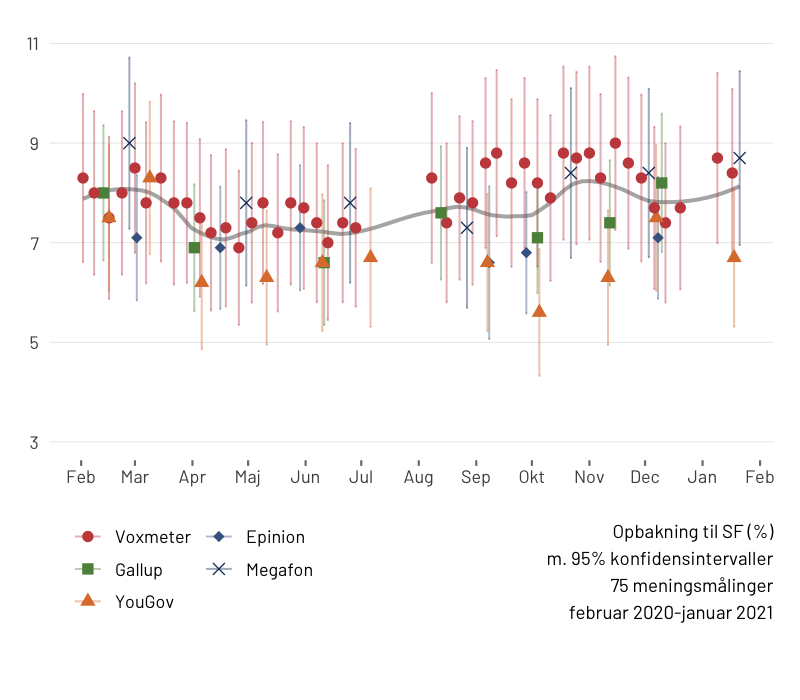 11
9
7
5
3
Feb Mar Apr Maj Jun Jul Aug Sep Okt Nov Dec Jan Feb
Voxmeter Epinion
Gallup Megafon
YouGov
Opbakning til SF (%)
m. 95% konfidensintervaller
75 meningsmålinger
februar 2020-januar 2021